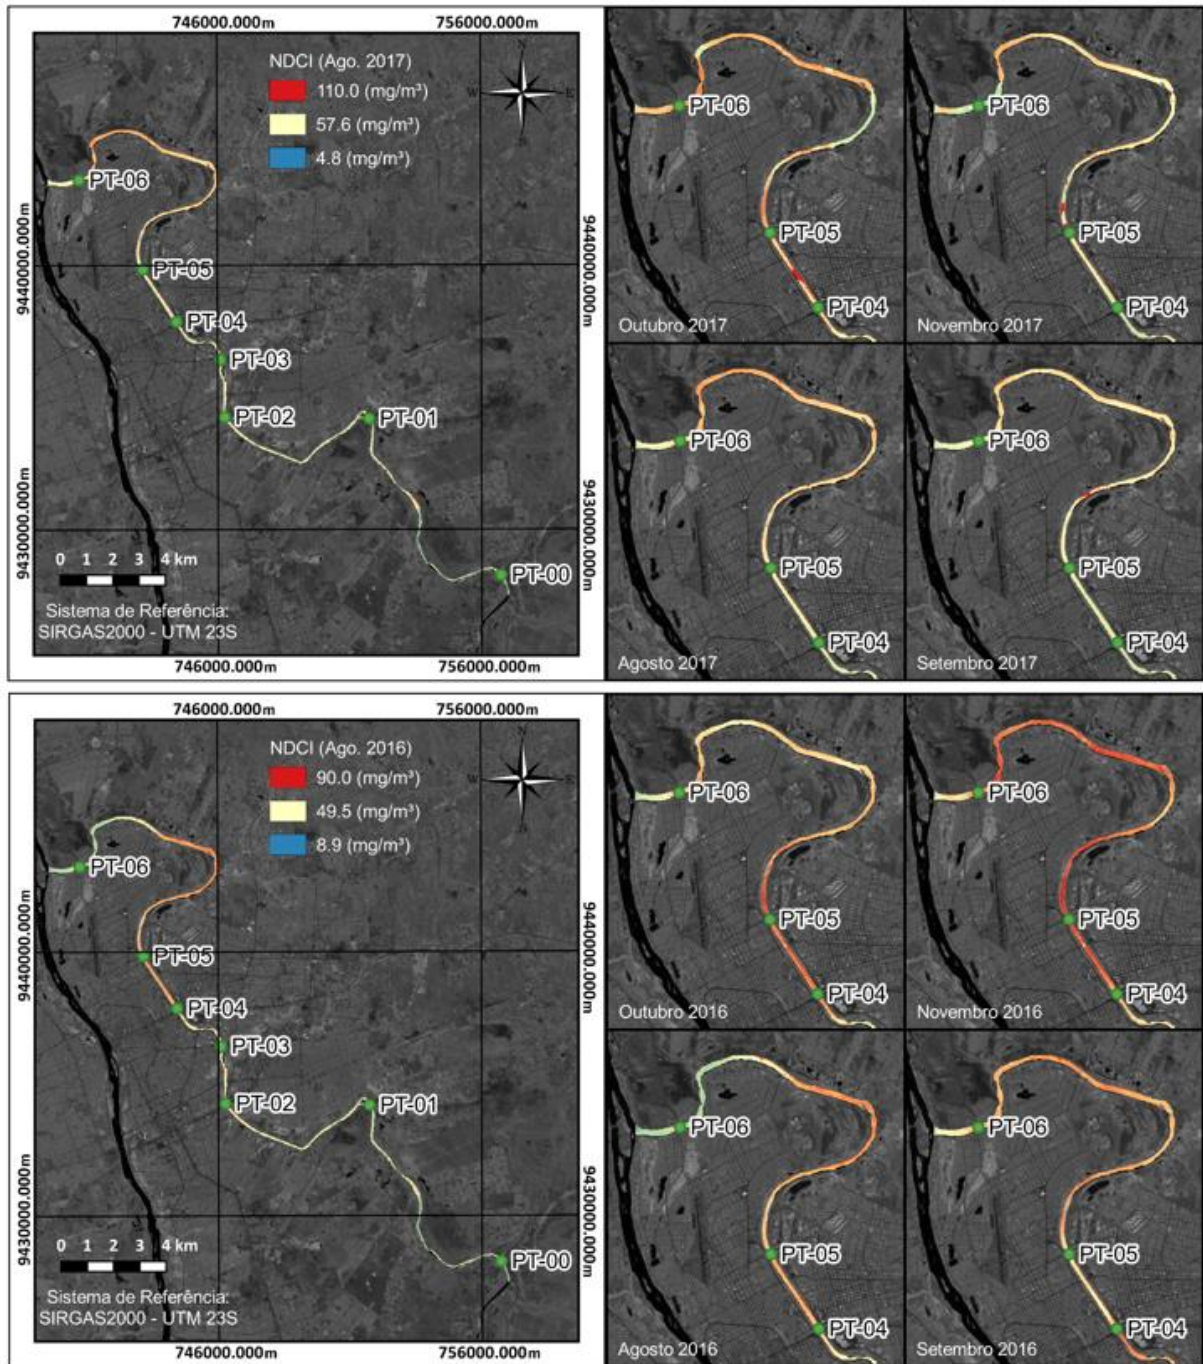 746000.000m 756000.000m
NDCI (Ago. 2017)
110.0 (mg/m³)
57.6 (mg/m³)
4.8 (mg/m³)
N
W E
S
PT-06
PT-05
PT-04
PT-03
PT-02
PT-01
PT-00
9440000.000m
9430000.000m
9440000.000m
9430000.000m
0 1 2 3 4 km
Sistema de Referência:
SIRGAS2000 - UTM 23S
746000.000m 756000.000m
PT-06
PT-05
PT-04
Outubro 2017
PT-06
PT-05
PT-04
Novembro 2017
PT-06
PT-05
PT-04
Agosto 2017
PT-06
PT-05
PT-04
Setembro 2017
746000.000m 756000.000m
NDCI (Ago. 2016)
90.0 (mg/m³)
49.5 (mg/m³)
8.9 (mg/m³)
N
W E
S
PT-06
PT-05
PT-04
PT-03
PT-02
PT-01
PT-00
9440000.000m
9430000.000m
9440000.000m
9430000.000m
0 1 2 3 4 km
Sistema de Referência:
SIRGAS2000 - UTM 23S
746000.000m 756000.000m
PT-06
PT-05
PT-04
Outubro 2016
PT-06
PT-05
PT-04
Novembro 2016
PT-06
PT-05
PT-04
Agosto 2016
PT-06
PT-05
PT-04
Setembro 2016